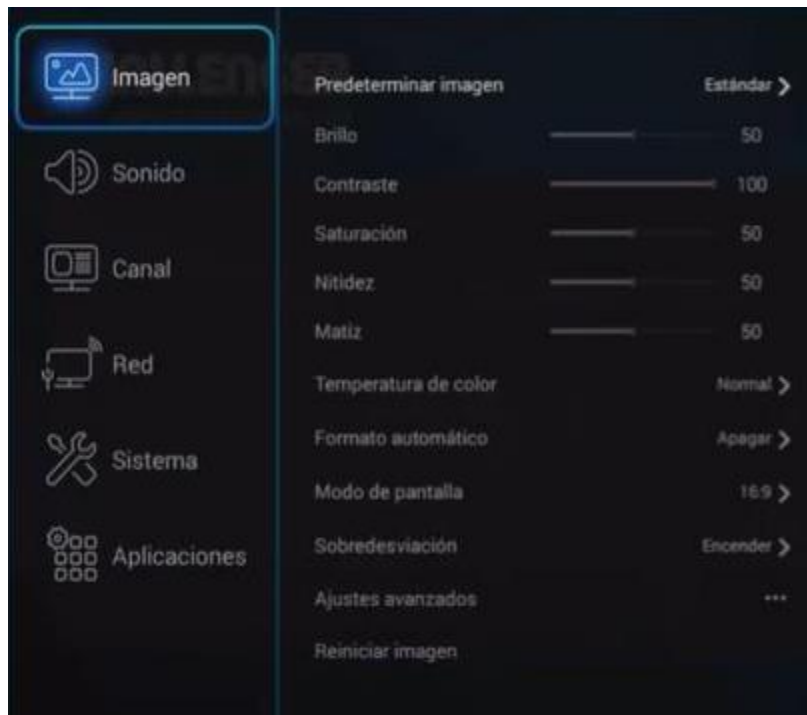 Imagen
Sonido
Canal
Red
Sistema
Aplicaciones
Predeterminar imagen Estándar
Brillo 50
Contraste 100
Saturación 50
Nitidez 50
Matiz 50
Temperatura de color Normal
Formato automático Apagar
Modo de pantalla 16:9
Sobredesviación Encender
Ajustes avanzados ...
Reiniciar imagen